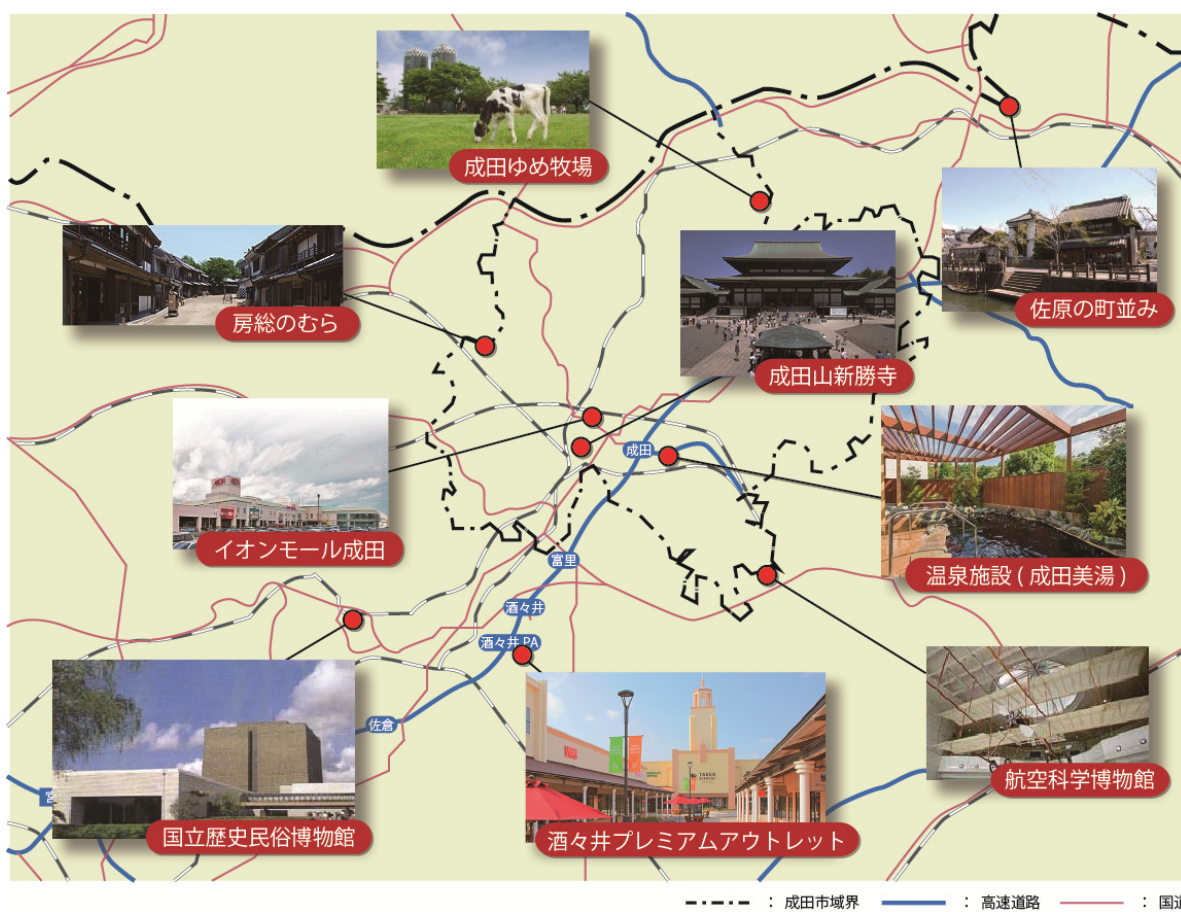 成田ゆめ牧場
房総のむら
佐原の町並み
成田山新勝寺
イオンモール成田
成田
温泉施設 ( 成田美湯 )
富里
酒々井
酒々井 PA
佐倉
宮
国立歴史民俗博物館
酒々井プレミアムアウトレット
航空科学博物館
： 成田市域界
： 高速道路
： 国道